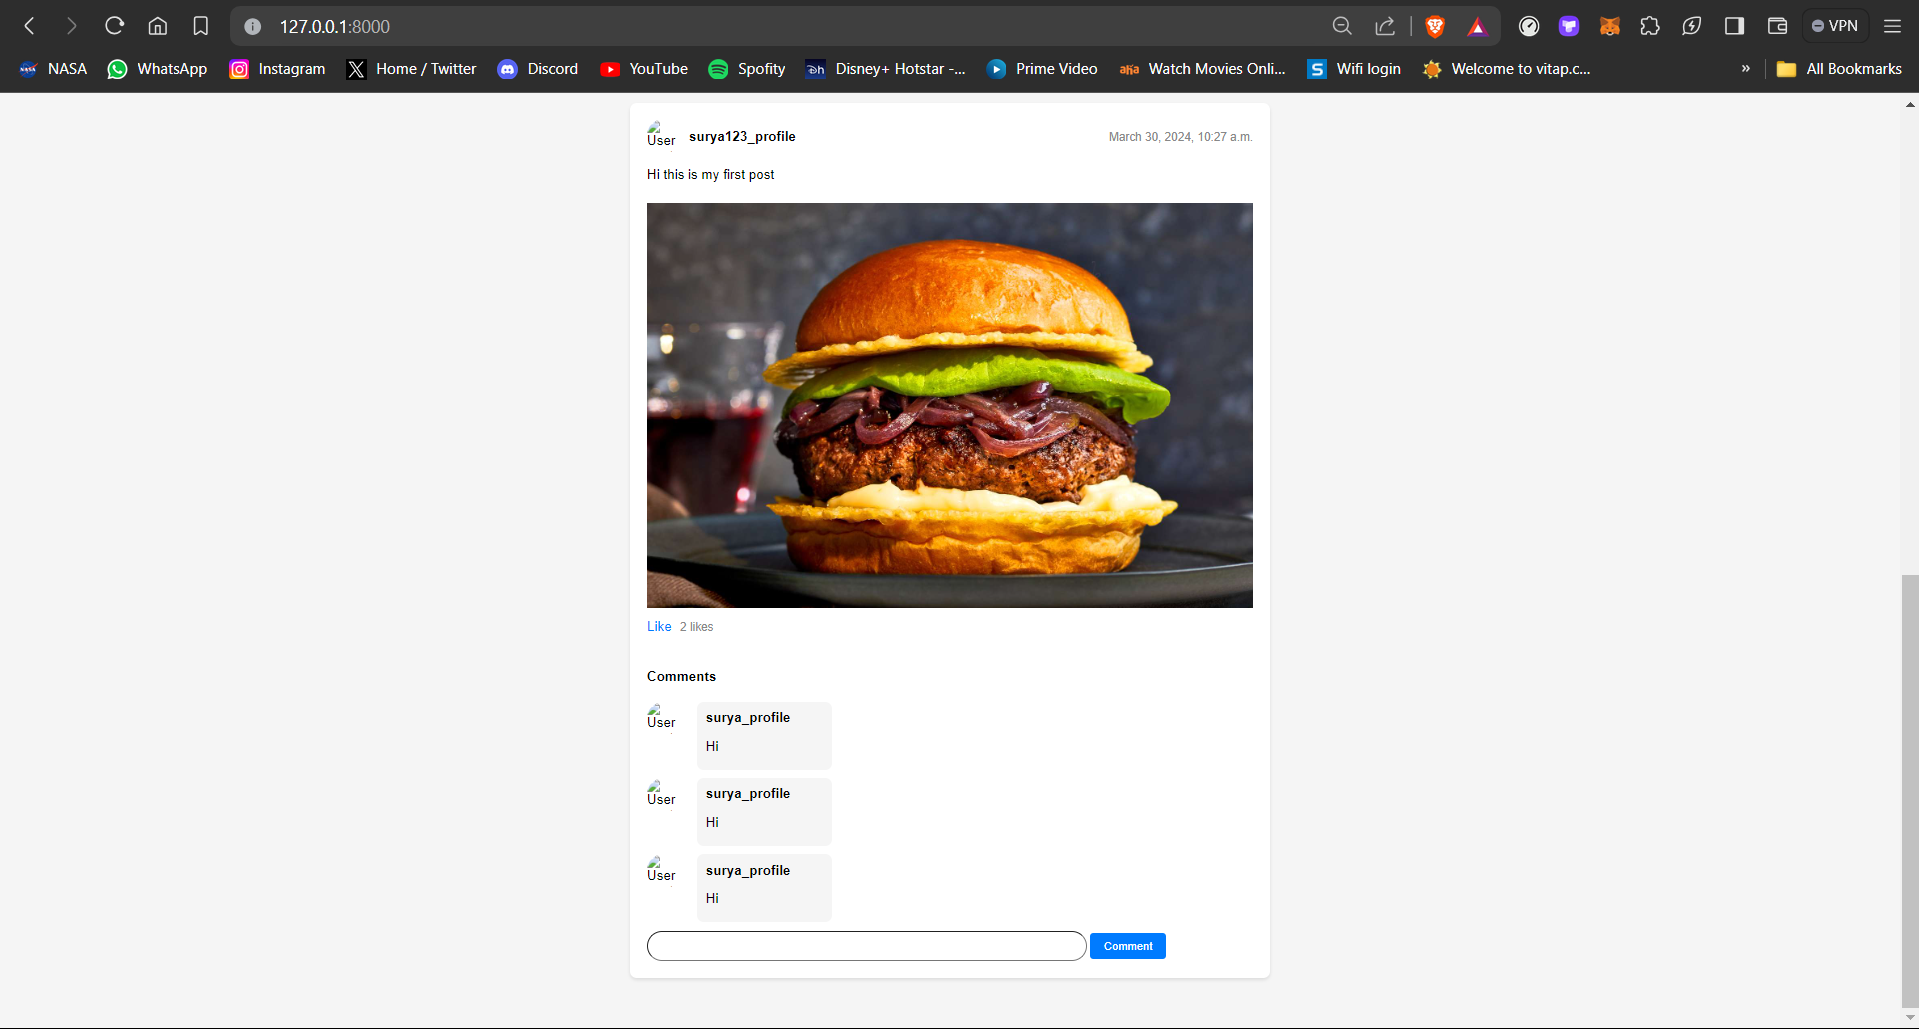 127.0.0.1:8000
VPN
NASA WhatsApp Instagram Home / Twitter Discord YouTube Spofity Disney+ Hotstar -... Prime Video aha Watch Movies Onli... Wifi login Welcome to vitap.c... » All Bookmarks
User surya123_profile March 30, 2024, 10:27 a.m.
Hi this is my first post
Like 2 likes
Comments
User surya_profile
Hi
User surya_profile
Hi
User surya_profile
Hi
Comment